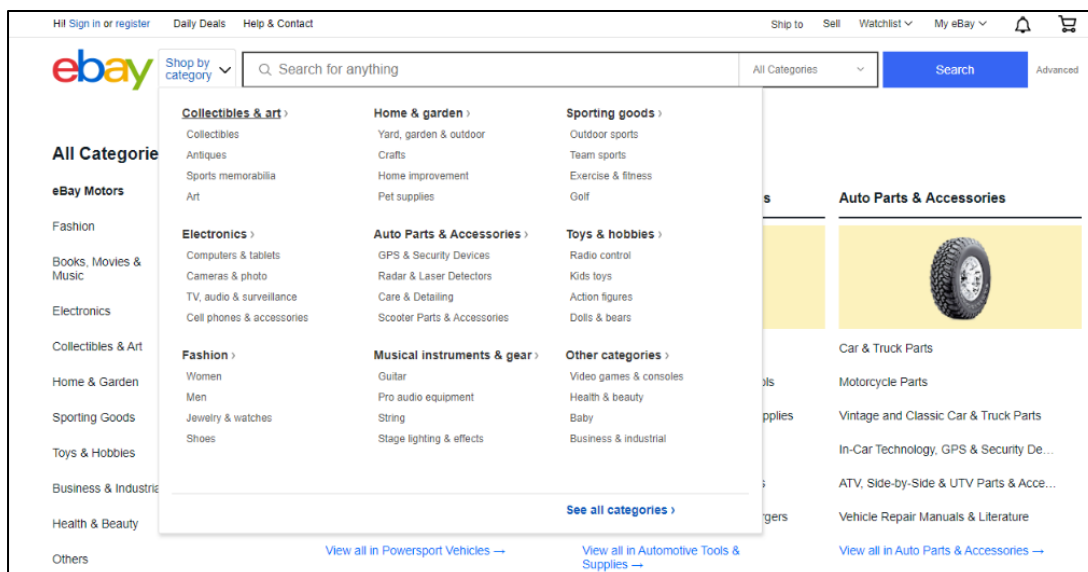 Hi! Sign in or register Daily Deals Help & Contact Ship to Sell Watchlist My eBay
ebay Shop by category Search for anything All Categories Search Advanced
Collectibles & art
Collectibles
Antiques
Sports memorabilia
Art
Home & garden
Yard, garden & outdoor
Crafts
Home improvement
Pet supplies
Sporting goods
Outdoor sports
Team sports
Exercise & fitness
Golf
Electronics
Computers & tablets
Cameras & photo
TV, audio & surveillance
Cell phones & accessories
Auto Parts & Accessories
GPS & Security Devices
Radar & Laser Detectors
Care & Detailing
Scooter Parts & Accessories
Toys & hobbies
Radio control
Kids toys
Action figures
Dolls & bears
Fashion
Women
Men
Jewelry & watches
Shoes
Musical instruments & gear
Guitar
Pro audio equipment
String
Stage lighting & effects
Other categories
Video games & consoles
Health & beauty
Baby
Business & industrial
See all categories
All Categorie
eBay Motors
Fashion
Books, Movies &
Music
Electronics
Collectibles & Art
Home & Garden
Sporting Goods
Toys & Hobbies
Business & Industria
Health & Beauty
Others
View all in Powersport Vehicles →
s
ols
pplies
s
rgers
View all in Automotive Tools &
Supplies →
Auto Parts & Accessories
Car & Truck Parts
Motorcycle Parts
Vintage and Classic Car & Truck Parts
In-Car Technology, GPS & Security De...
ATV, Side-by-Side & UTV Parts & Acce...
Vehicle Repair Manuals & Literature
View all in Auto Parts & Accessories →